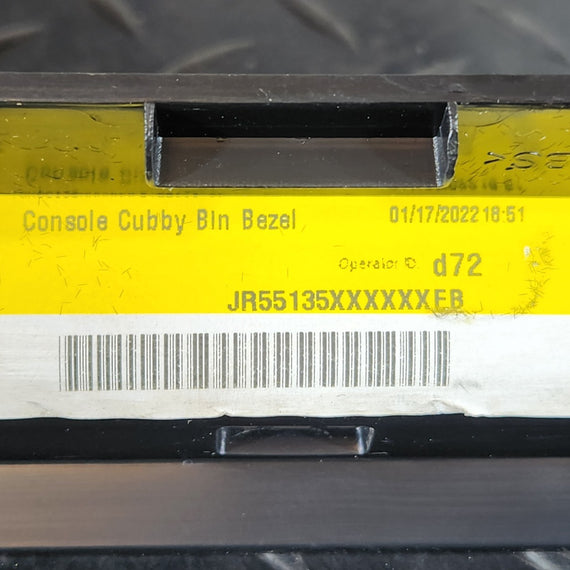 Console Cubby Bin Bezel 01/17/2022 18:51
Operator ID: d72
JR55135XXXXXXEB